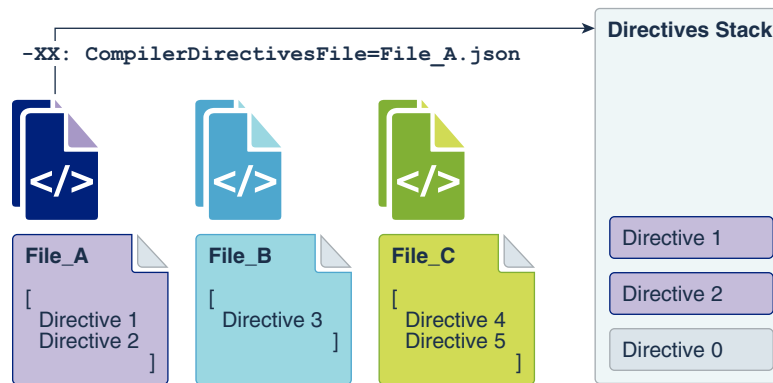 Directives Stack
-XX: CompilerDirectivesFile=File_A.json
</>
</>
</>
File_A
[
Directive 1
Directive 2
]
File_B
[
Directive 3
]
File_C
[
Directive 4
Directive 5
]
Directive 1
Directive 2
Directive 0